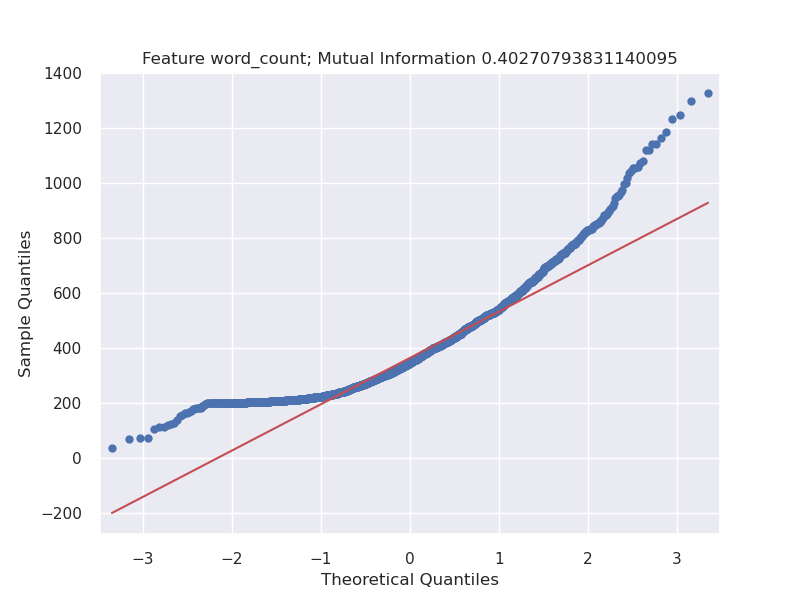 Feature word_count; Mutual Information 0.40270793831140095
1400
1200
1000
800
600
400
200
0
−200
Sample Quantiles
−3 −2 −1 0 1 2 3
Theoretical Quantiles